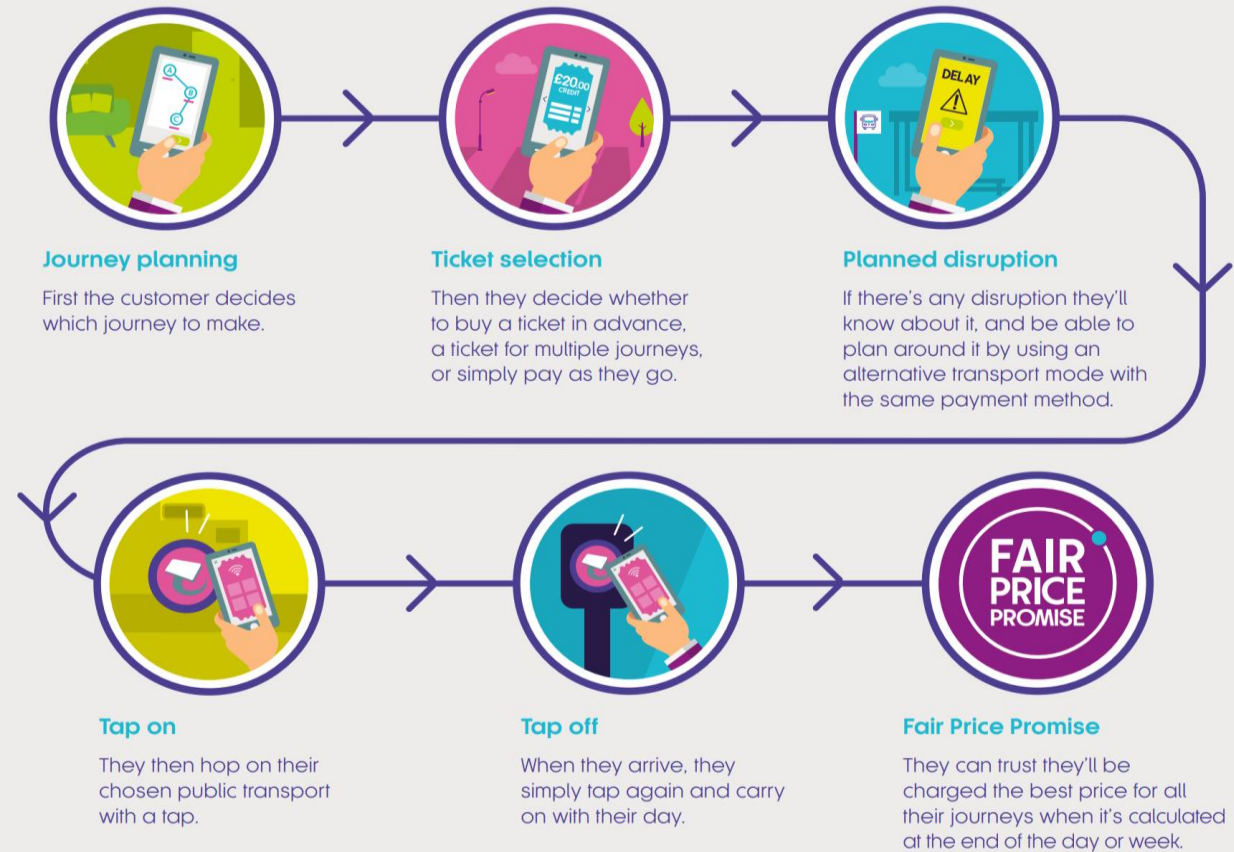 A
B
C
£20.00
CREDIT
DELAY
Journey planning
First the customer decides
which journey to make.
Ticket selection
Then they decide whether
to buy a ticket in advance,
a ticket for multiple journeys,
or simply pay as they go.
Planned disruption
If there's any disruption they'll
know about it, and be able to
plan around it by using an
alternative transport mode with
the same payment method.
FAIR
PRICE
PROMISE
Tap on
They then hop on their
chosen public transport
with a tap.
Tap off
When they arrive, they
simply tap again and carry
on with their day.
Fair Price Promise
They can trust they'll be
charged the best price for all
their journeys when it's calculated
at the end of the day or week.